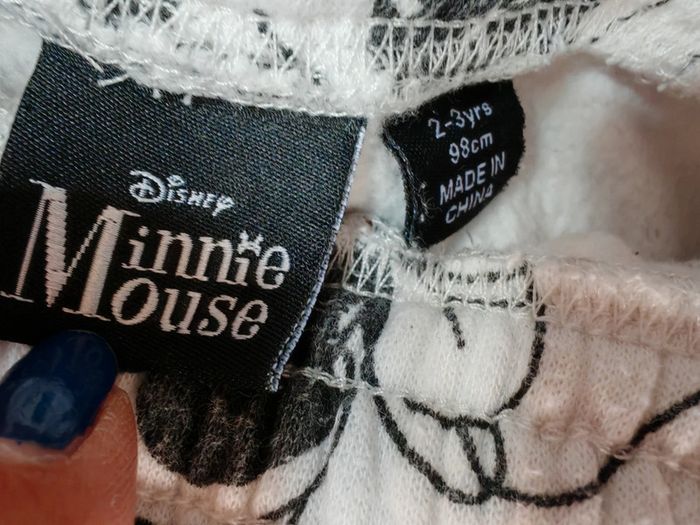 Disney
Minnie
Mouse
2-3yrs
98cm
MADE IN
CHINA